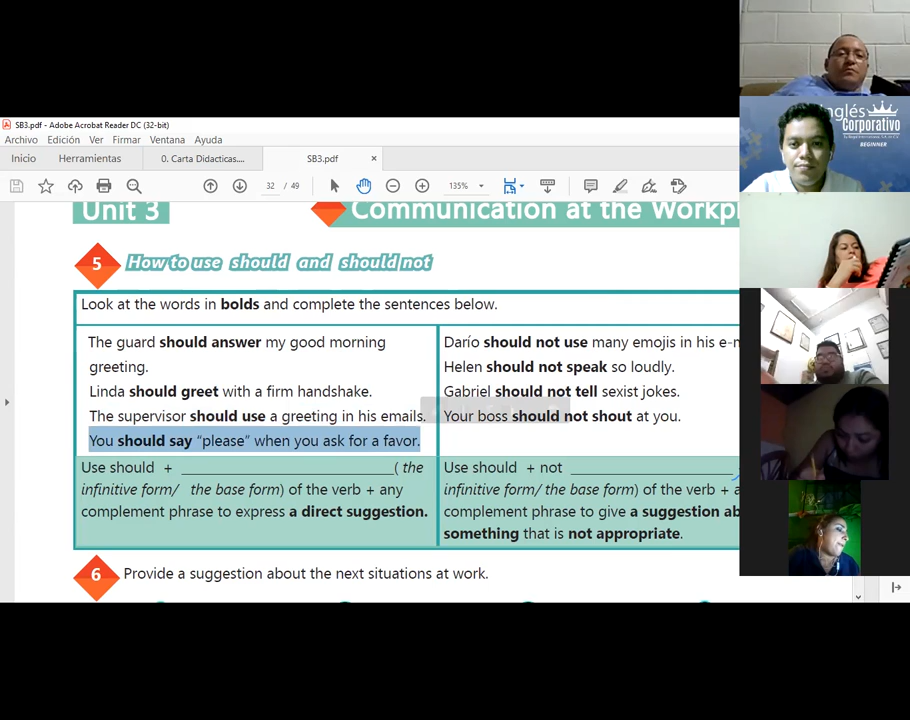 SB3.pdf - Adobe Acrobat Reader DC (32-bit)
Archivo Edición Ver Firmar Ventana Ayuda
Inicio Herramientas 0. Carta Didacticas.... SB3.pdf ×
32 / 49 135%
Unit 3 Communication at the Workpl
5 How to use should and should not
Look at the words in bolds and complete the sentences below.
The guard should answer my good morning
greeting.
Linda should greet with a firm handshake.
The supervisor should use a greeting in his emails.
You should say “please” when you ask for a favor.
Darío should not use many emojis in his e-m
Helen should not speak so loudly.
Gabriel should not tell sexist jokes.
Your boss should not shout at you.
Use should + ____________________________( the
infinitive form/ the base form) of the verb + any
complement phrase to express a direct suggestion.
Use should + not _____________________
infinitive form/ the base form) of the verb + a
complement phrase to give a suggestion ab
something that is not appropriate.
6 Provide a suggestion about the next situations at work.
Inglés
Corporativo
BEGINNER